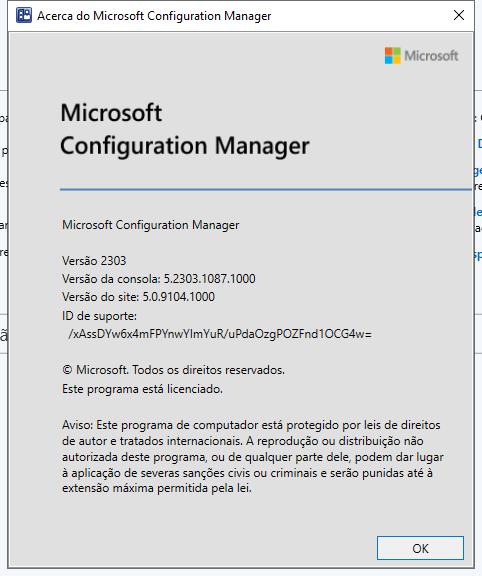 Acerca do Microsoft Configuration Manager
Microsoft
Microsoft
Configuration Manager
Microsoft Configuration Manager
Versão 2303
Versão da consola: 5.2303.1087.1000
Versão do site: 5.0.9104.1000
ID de suporte:
/xAssDYw6x4mFPYnwYImYuR/uPdaOzgPOZFnd1OCG4w=
© Microsoft. Todos os direitos reservados.
Este programa está licenciado.
Aviso: Este programa de computador está protegido por leis de direitos
de autor e tratados internacionais. A reprodução ou distribuição não
autorizada deste programa, ou de qualquer parte dele, podem dar lugar
à aplicação de severas sanções civis ou criminais e serão punidas até à
extensão máxima permitida pela lei.
OK